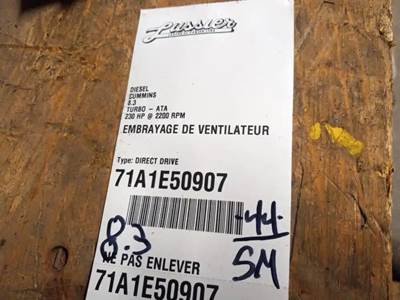 Lussier
DIESEL
CUMMINS
8.3
TURBO - ATA
230 HP @ 2200 RPM
EMBRAYAGE DE VENTILATEUR
Type: DIRECT DRIVE
71A1E50907
-44-
8.3
SM
NE PAS ENLEVER
71A1E50907